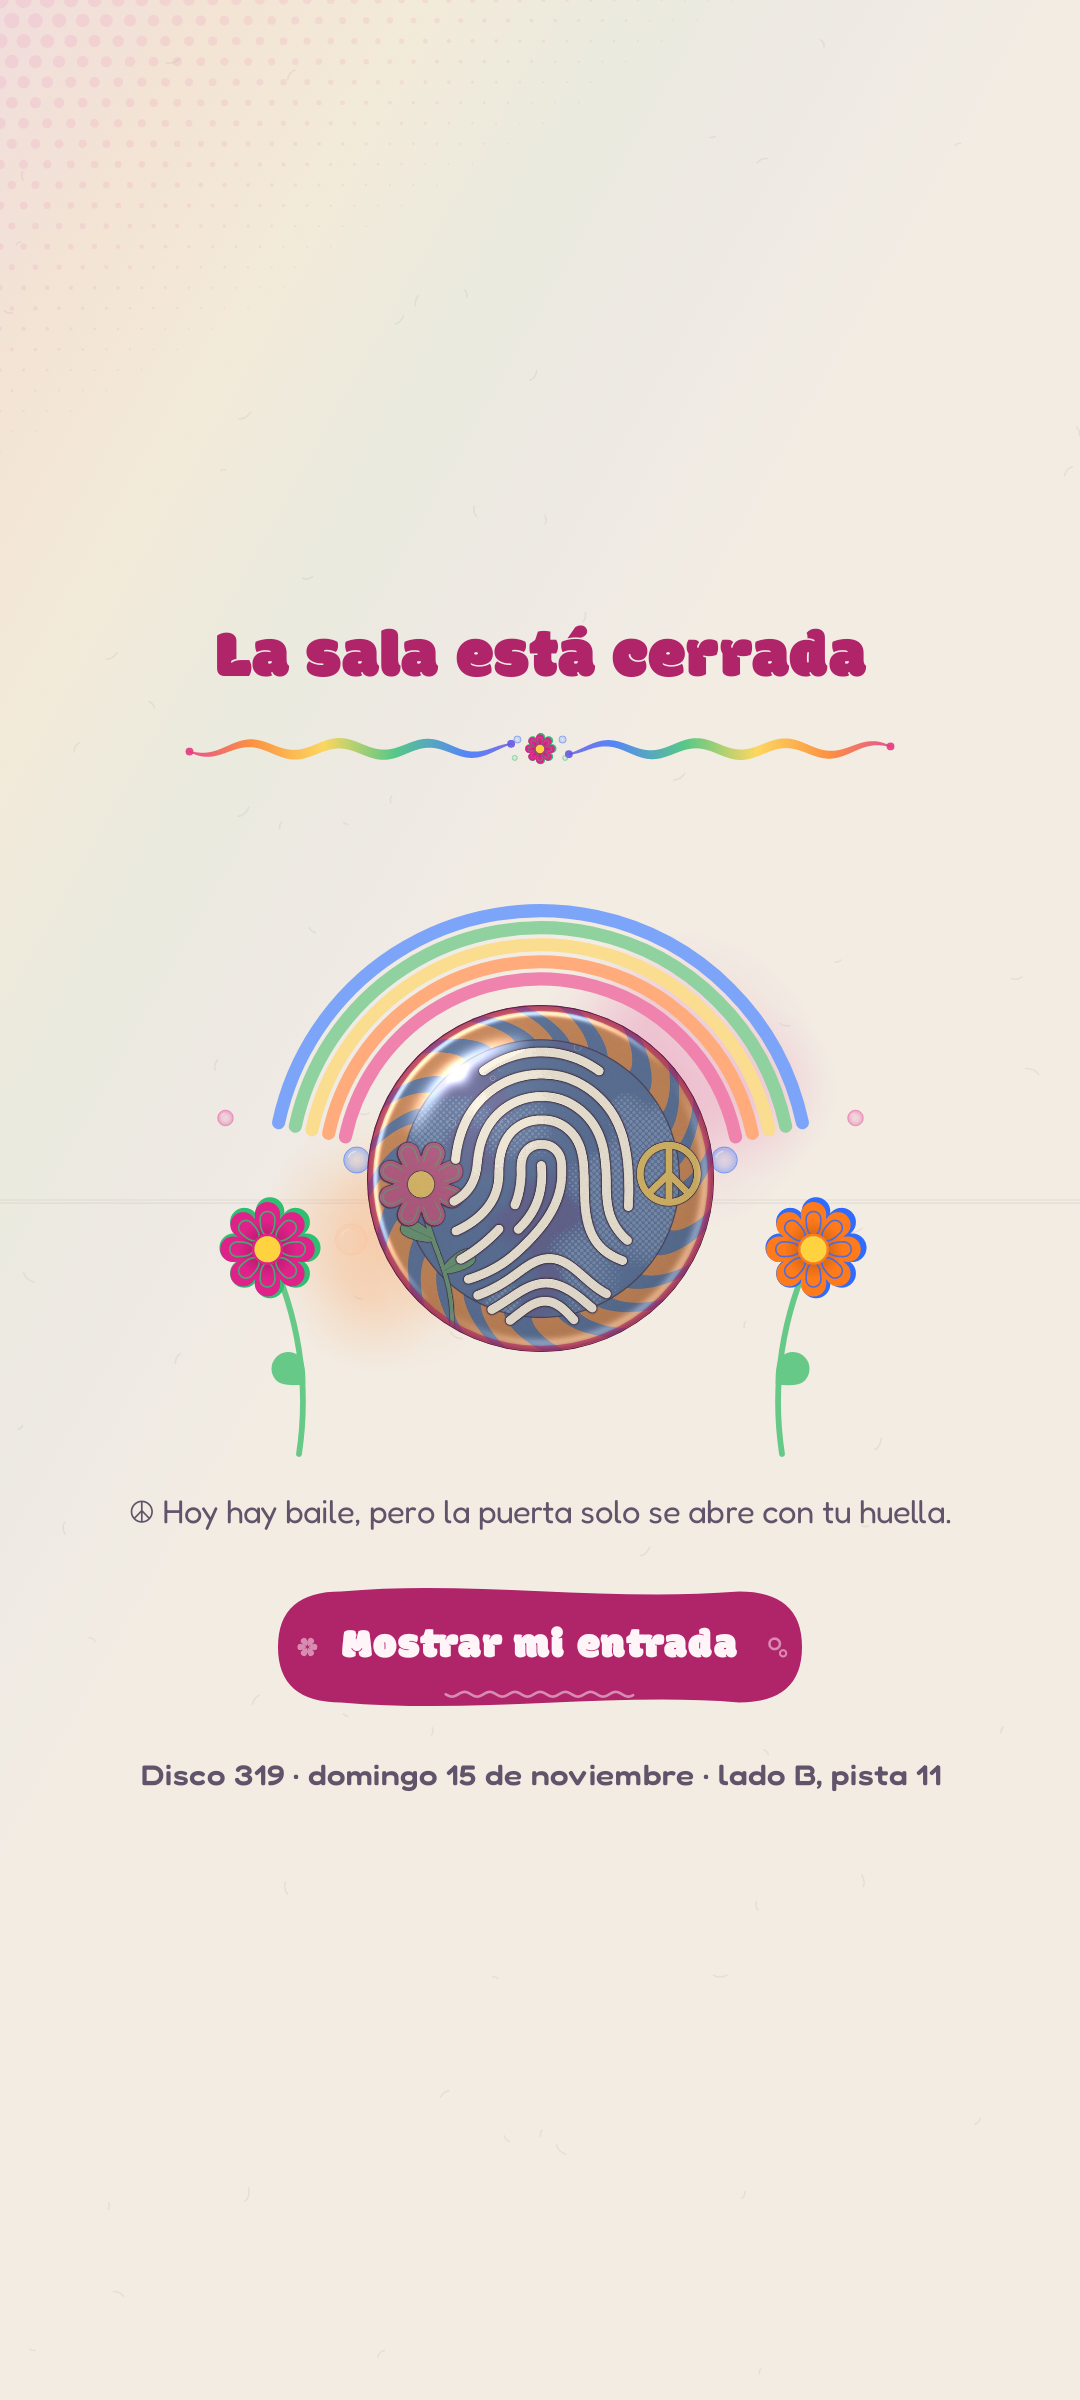 La sala está cerrada
☮ Hoy hay baile, pero la puerta solo se abre con tu huella.
Mostrar mi entrada
Disco 319 · domingo 15 de noviembre · lado B, pista 11